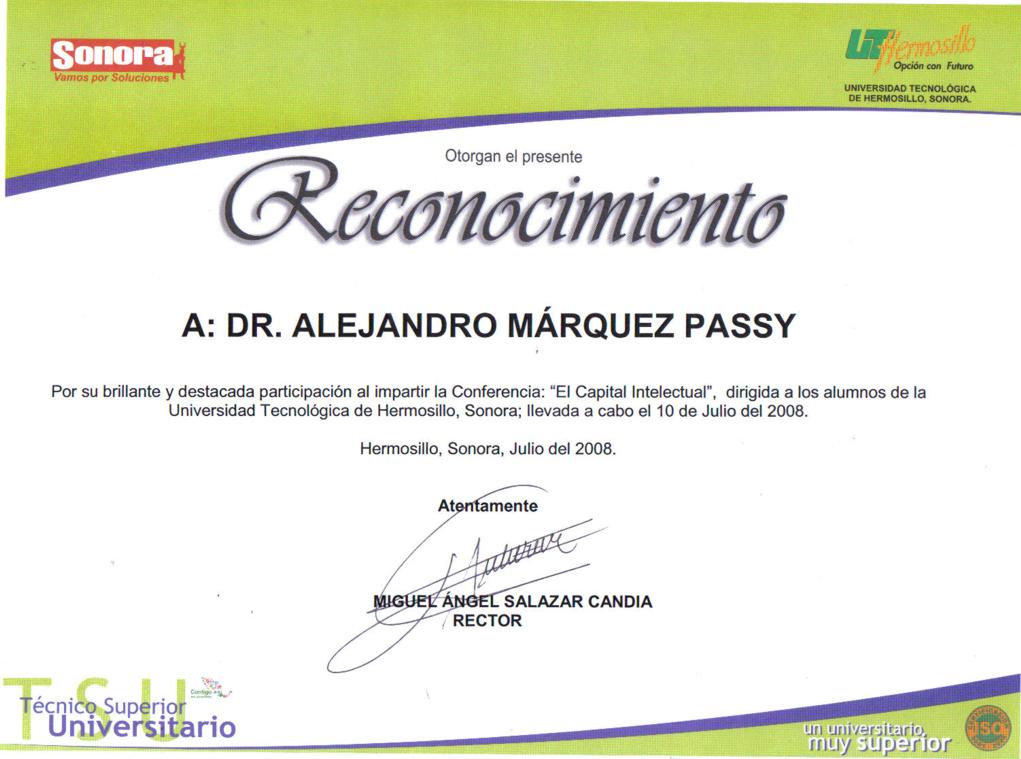 Sonora
Vamos por Soluciones
UT Hermosillo
Opción con Futuro
UNIVERSIDAD TECNOLÓGICA
DE HERMOSILLO, SONORA.
Otorgan el presente
Reconocimiento
A: DR. ALEJANDRO MÁRQUEZ PASSY
Por su brillante y destacada participación al impartir la Conferencia: “El Capital Intelectual”, dirigida a los alumnos de la
Universidad Tecnológica de Hermosillo, Sonora; llevada a cabo el 10 de Julio del 2008.
Hermosillo, Sonora, Julio del 2008.
Atentamente
MIGUEL ÁNGEL SALAZAR CANDIA
RECTOR
TSU
Técnico Superior
Universitario
Contigo
un universitario
muy superior
ISO